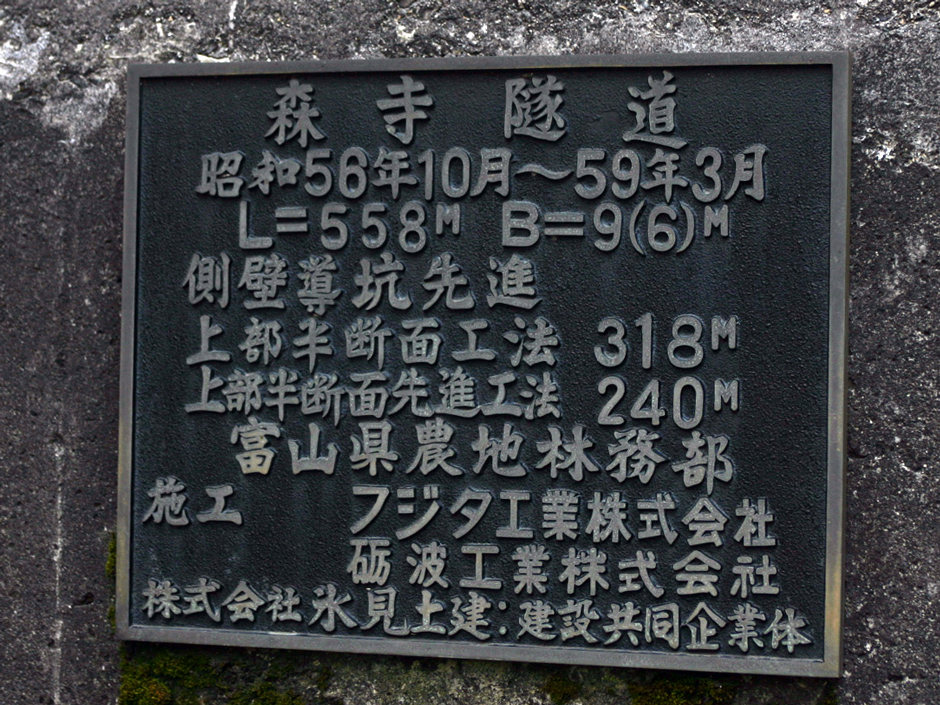 森寺隧道
昭和56年10月～59年3月
L=558M B=9(6)M
側壁導坑先進
上部半断面工法 318M
上部半断面先進工法 240M
富山県農地林務部
施工 フジタ工業株式会社
砺波工業株式会社
株式会社氷見土建:建設共同企業体